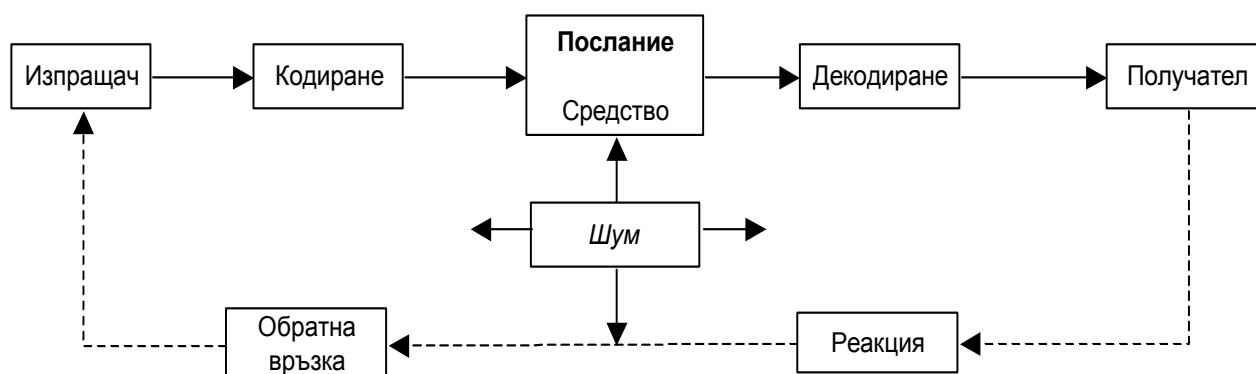 Изпращач
Кодиране
Послание
Средство
Декодиране
Получател
Шум
Обратна
връзка
Реакция